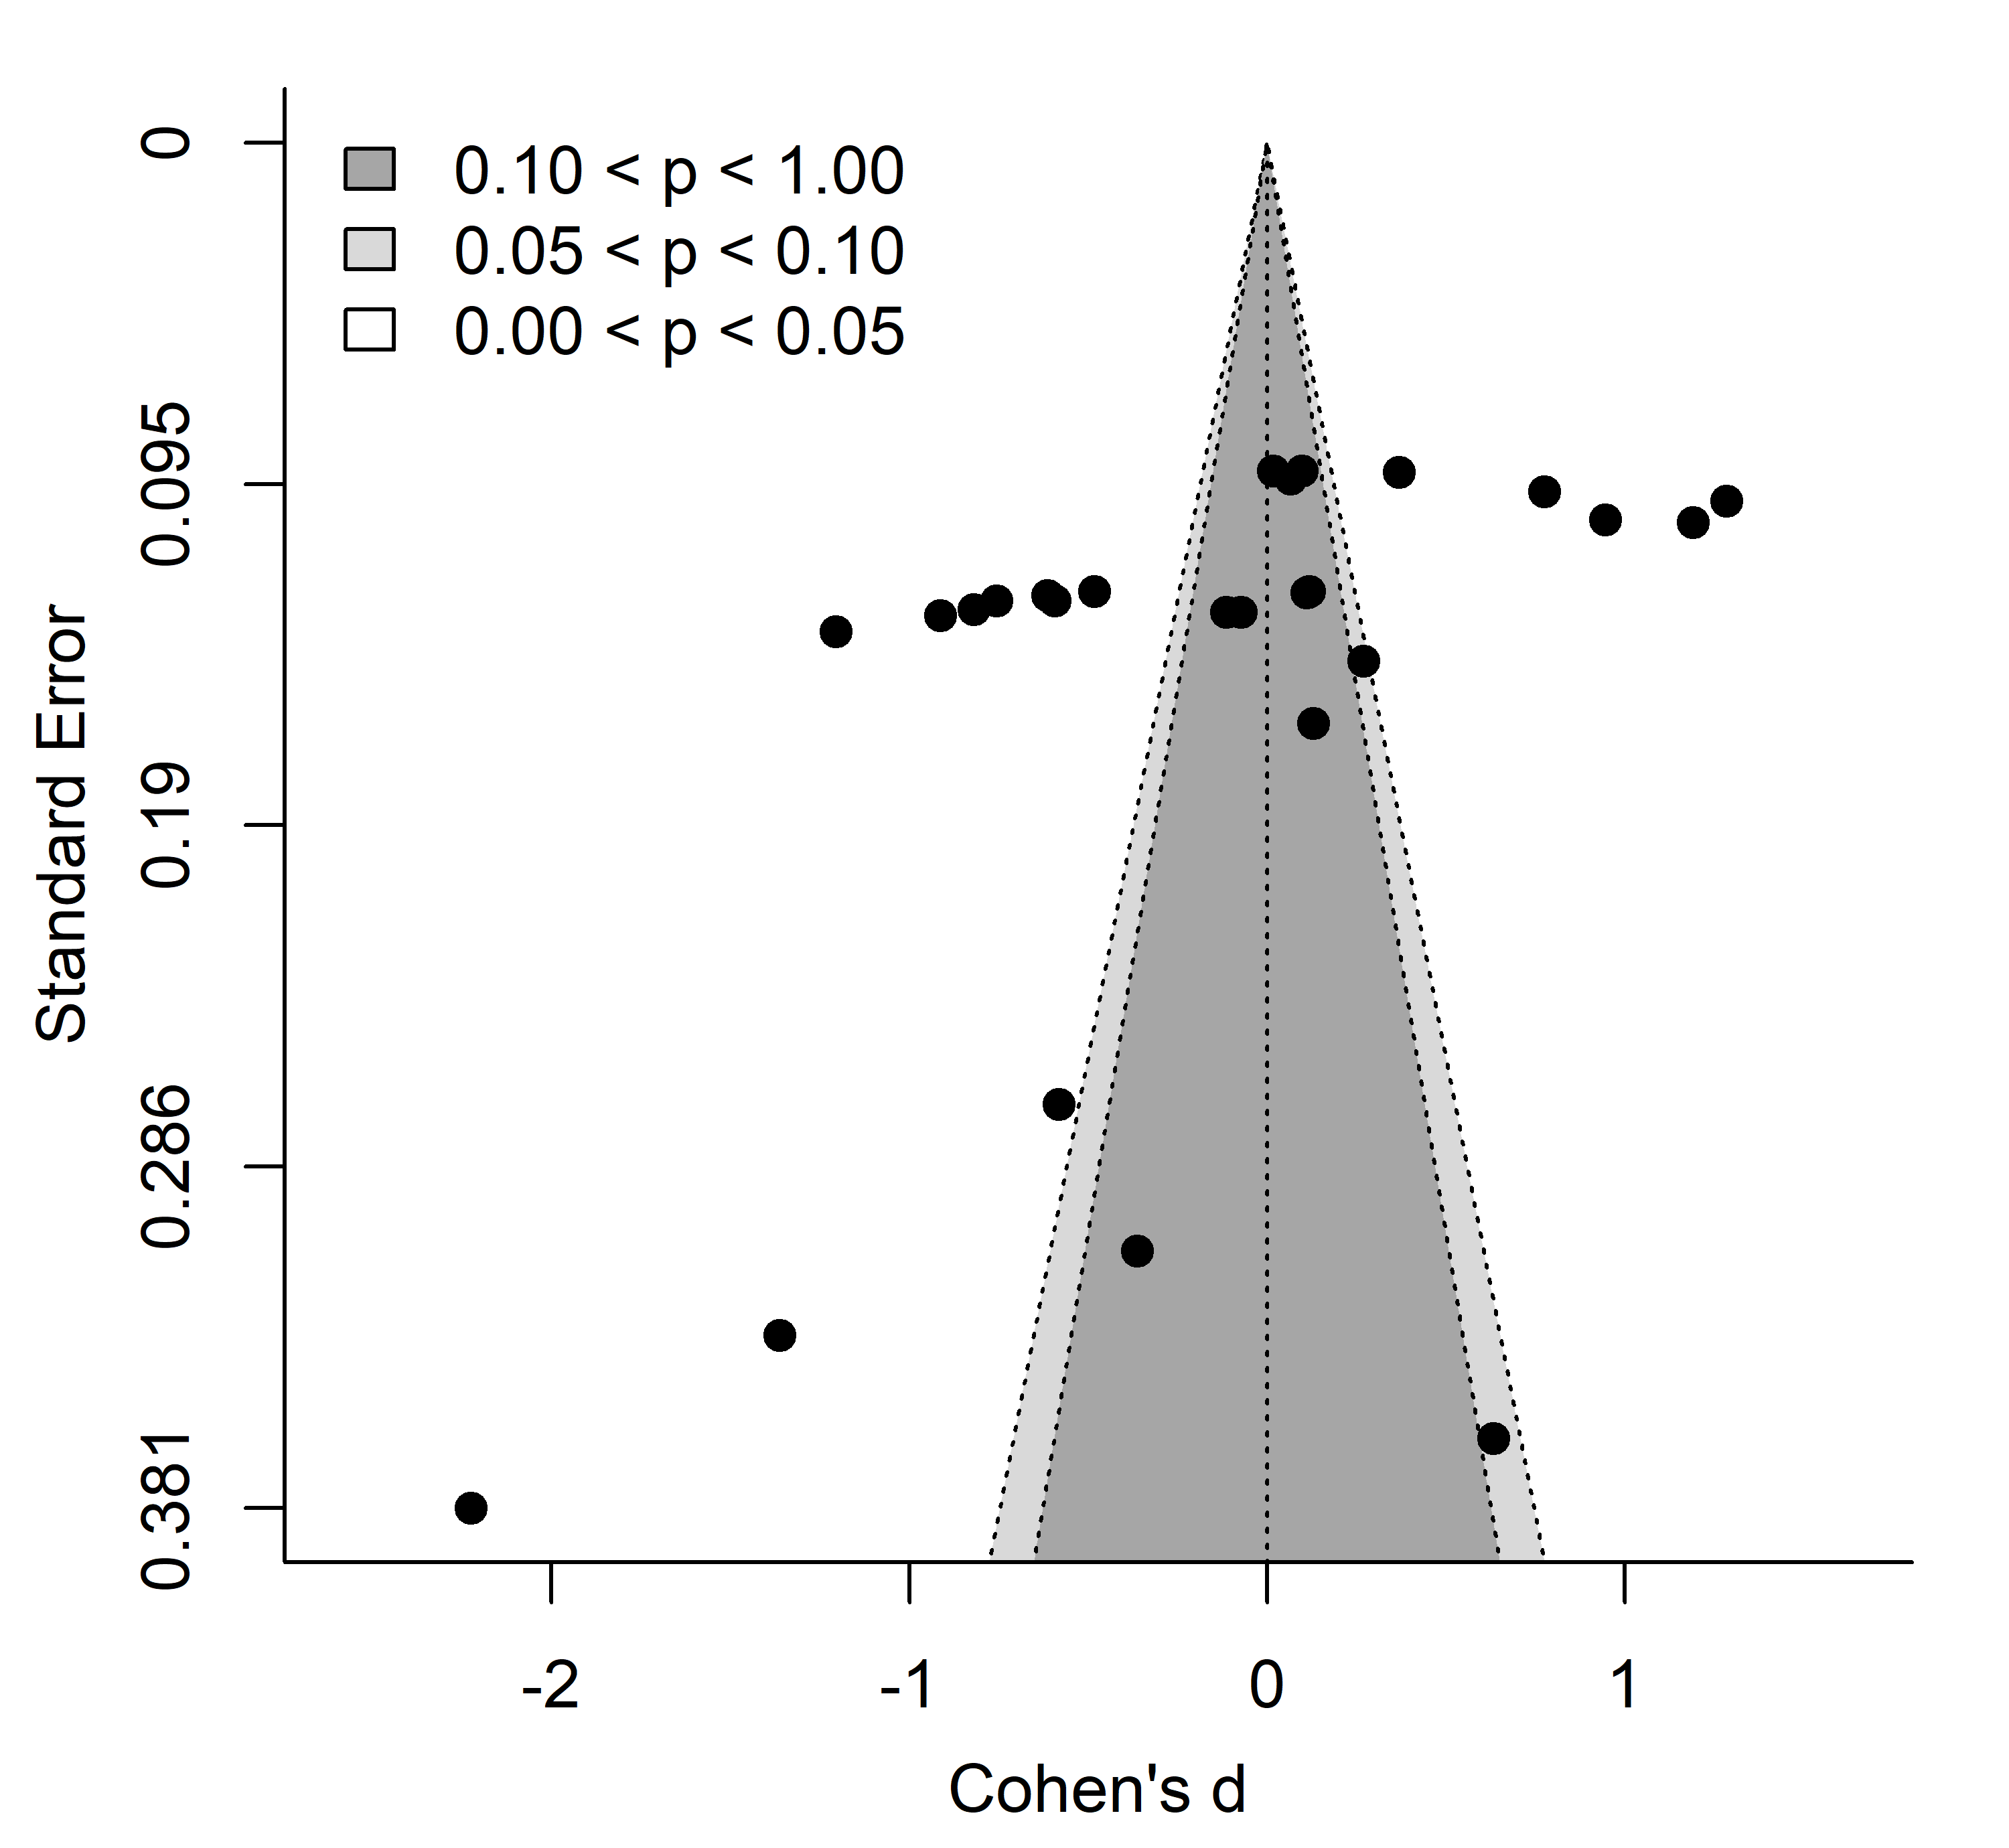 0.10 < p < 1.00
0.05 < p < 0.10
0.00 < p < 0.05
Standard Error
0
0.095
0.19
0.286
0.381
-2
-1
0
1
Cohen's d